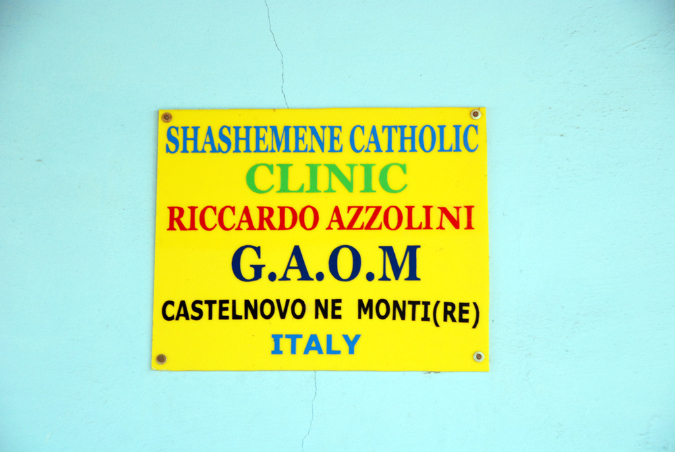 SHASHEMENE CATHOLIC
CLINIC
RICCARDO AZZOLINI
G.A.O.M
CASTELNOVO NE MONTI(RE)
ITALY